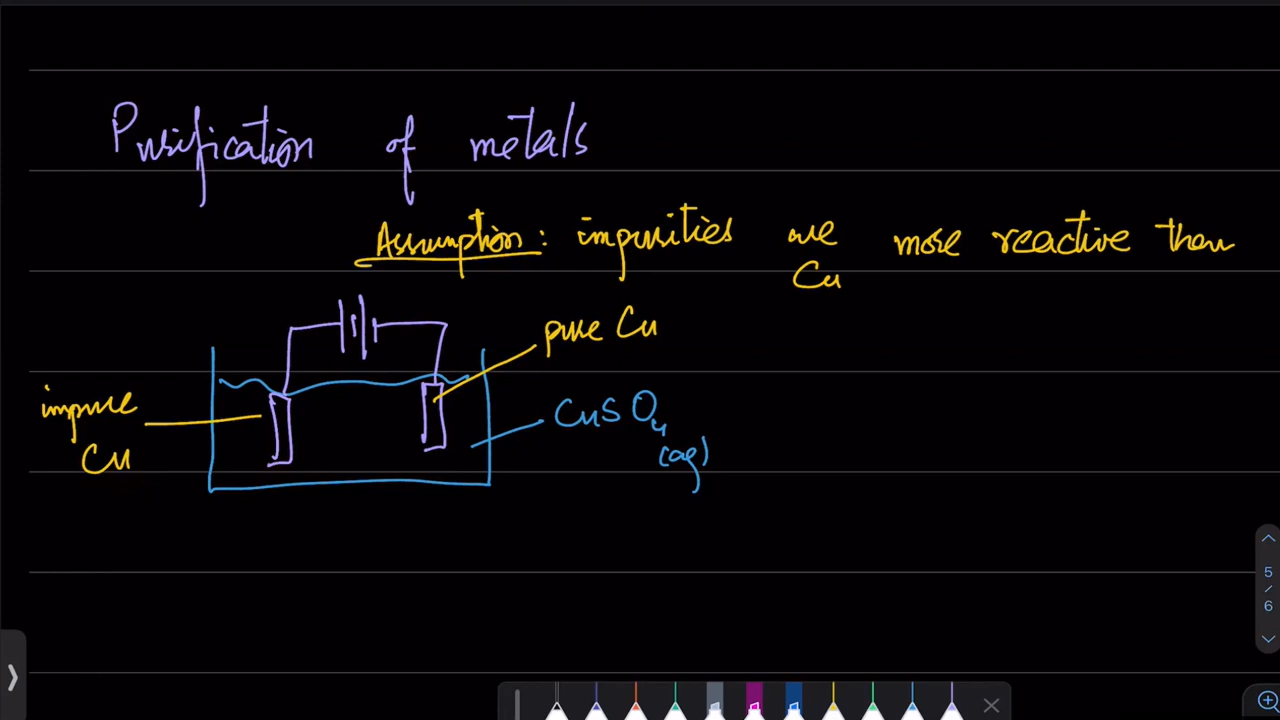 Purification of metals
Assumption: impurities are more reactive than
Cu
pure Cu
impure
Cu
CuSO4
(aq)
5
/
6